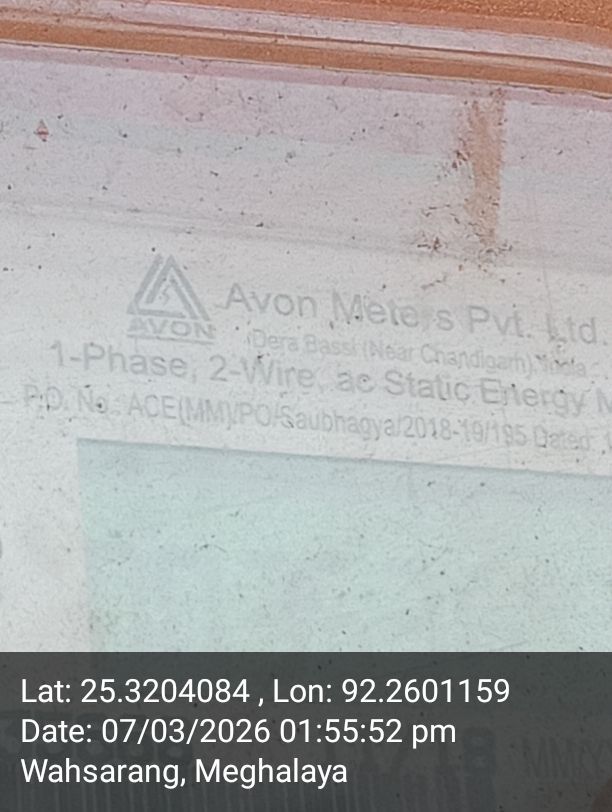 Avon Meters Pvt. Ltd.
AVON
(Dera Bassi (Near Chandigarh) India
1-Phase, 2-Wire, ac Static Energy M
P.O. No. ACE(MM)/PO/Saubhagya/2018-19/195 Dated
Lat: 25.3204084 , Lon: 92.2601159
Date: 07/03/2026 01:55:52 pm
Wahsarang, Meghalaya